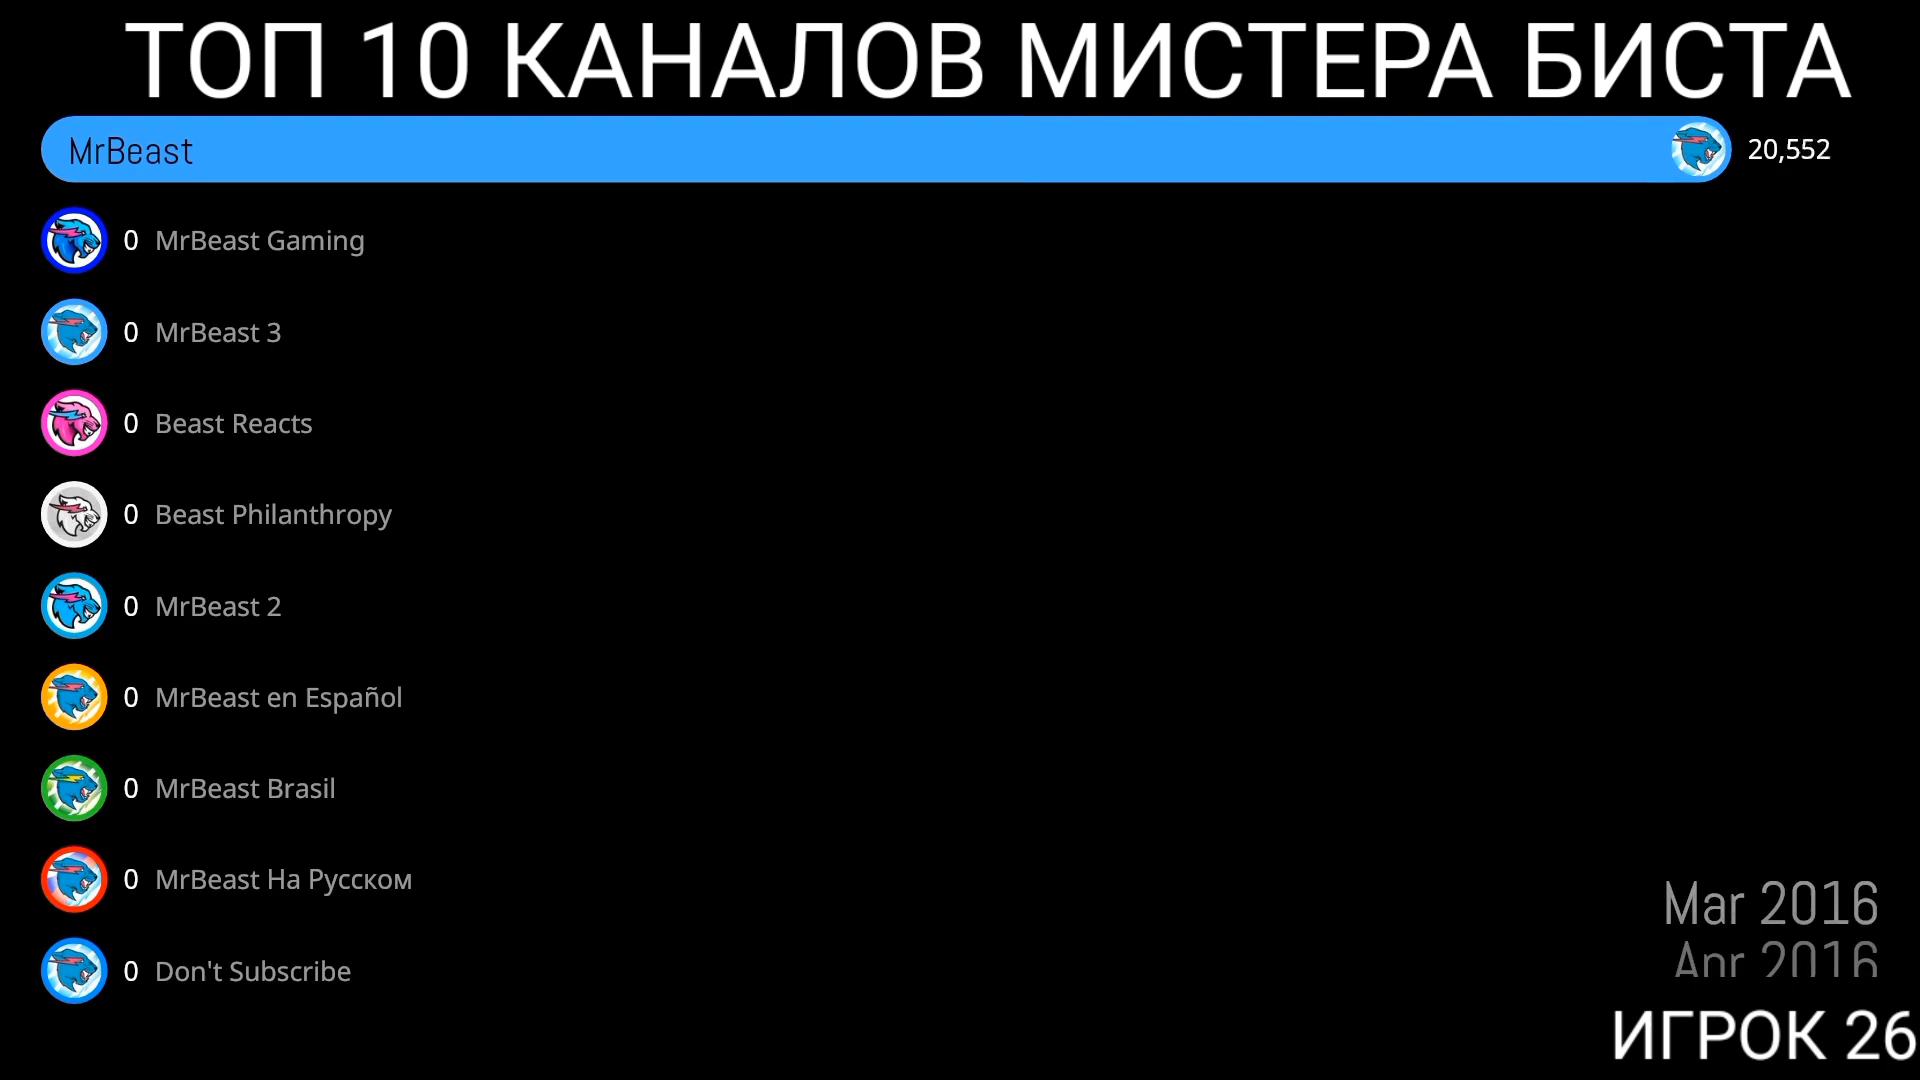 ТОП 10 КАНАЛОВ МИСТЕРА БИСТА
MrBeast 20,552
0 MrBeast Gaming
0 MrBeast 3
0 Beast Reacts
0 Beast Philanthropy
0 MrBeast 2
0 MrBeast en Español
0 MrBeast Brasil
0 MrBeast На Русском
0 Don't Subscribe
Mar 2016
Apr 2016
ИГРОК 26